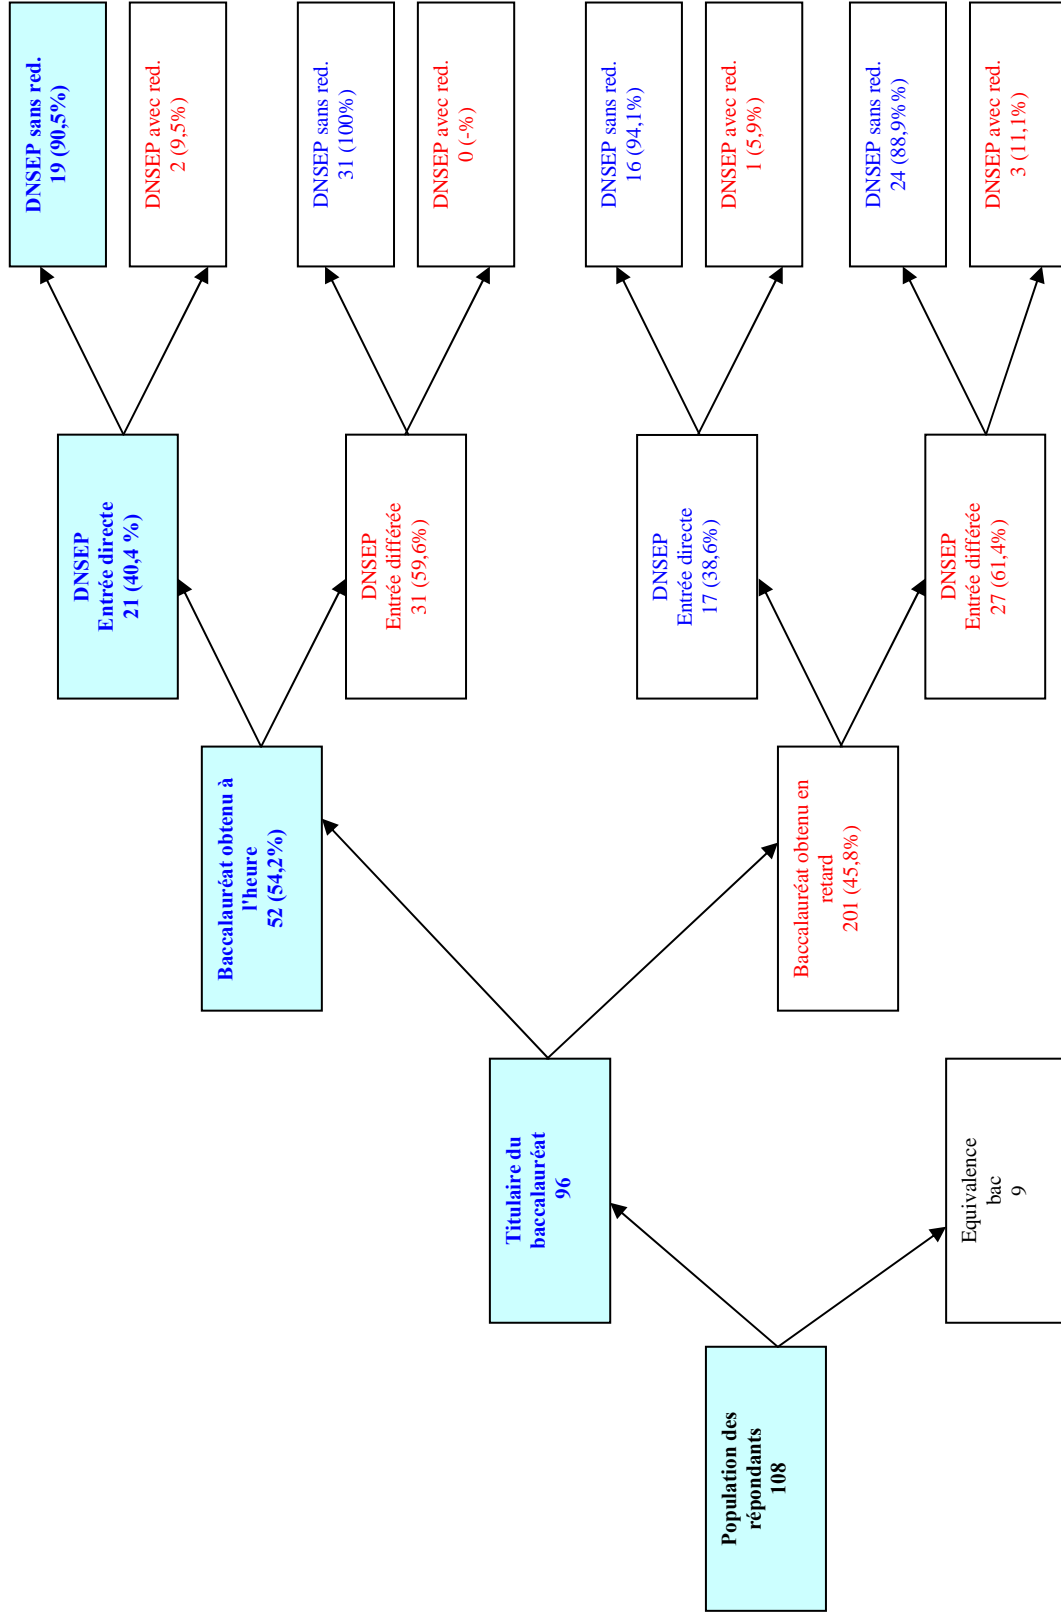 Population des
répondants
108
Titulaire du
baccalauréat
96
Equivalence
bac
9
Baccalauréat obtenu à
l'heure
52 (54,2%)
Baccalauréat obtenu en
retard
201 (45,8%)
DNSEP
Entrée directe
21 (40,4 %)
DNSEP
Entrée différée
31 (59,6%)
DNSEP
Entrée directe
17 (38,6%)
DNSEP
Entrée différée
27 (61,4%)
DNSEP sans red.
19 (90,5%)
DNSEP avec red.
2 (9,5%)
DNSEP sans red.
31 (100%)
DNSEP avec red.
0 (-%)
DNSEP sans red.
16 (94,1%)
DNSEP avec red.
1 (5,9%)
DNSEP sans red.
24 (88,9%%)
DNSEP avec red.
3 (11,1%)